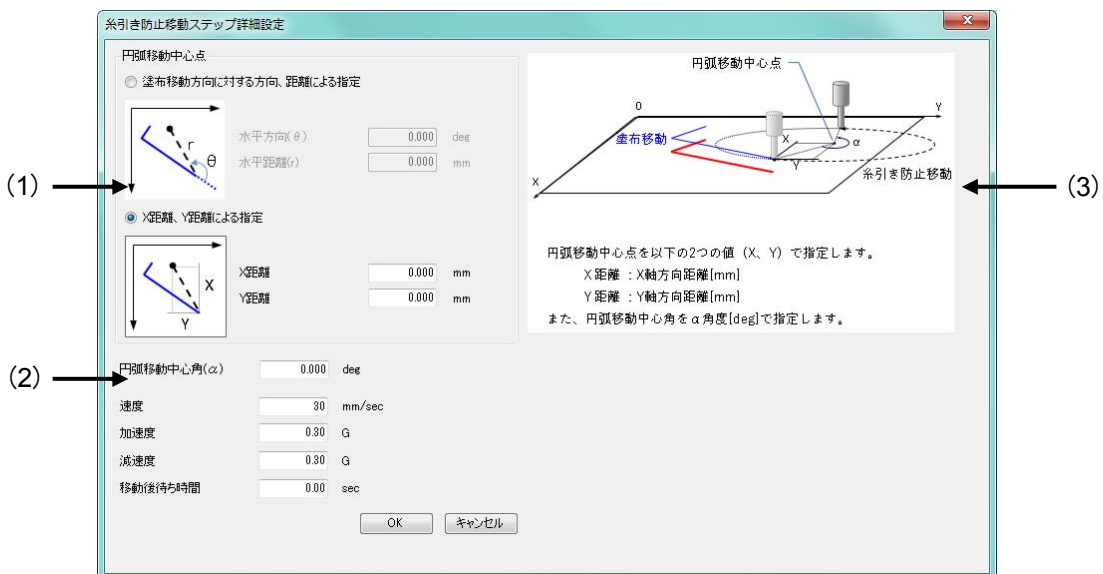 糸引き防止移動ステップ詳細設定
x
円弧移動中心点
塗布移動方向に対する方向、距離による指定
r
θ
水平方向(θ) 0.000 deg
水平距離(r) 0.000 mm
(1)
X距離、Y距離による指定
X
Y
X距離 0.000 mm
Y距離 0.000 mm
円弧移動中心点
0
Y
塗布移動
X
α
Y
糸引き防止移動
X
(3)
円弧移動中心点を以下の2つの値（X、Y）で指定します。
X距離 ：X軸方向距離[mm]
Y距離 ：Y軸方向距離[mm]
また、円弧移動中心角をα角度[deg]で指定します。
(2)
円弧移動中心角(α) 0.000 deg
速度 30 mm/sec
加速度 0.30 G
減速度 0.30 G
移動後待ち時間 0.00 sec
OK キャンセル